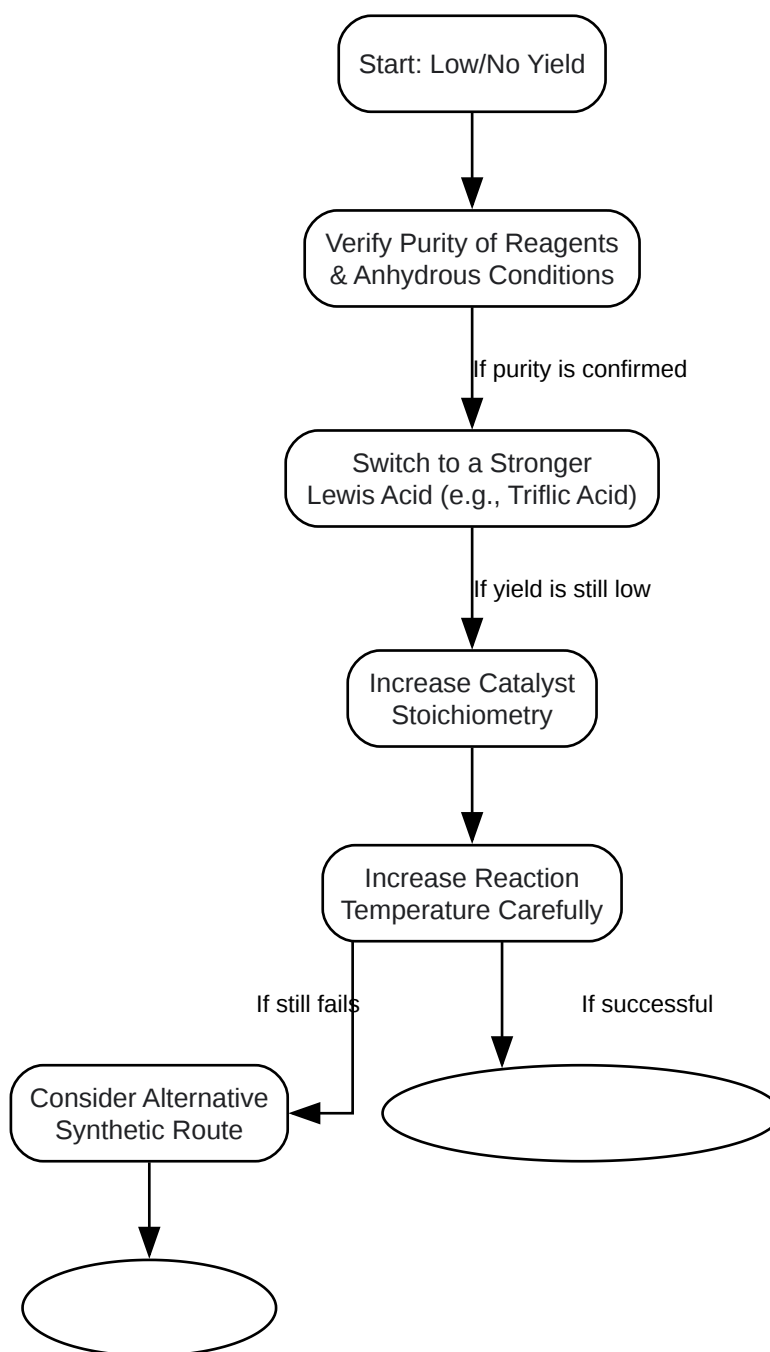 Start: Low/No Yield
Verify Purity of Reagents
& Anhydrous Conditions
If purity is confirmed
Switch to a Stronger
Lewis Acid (e.g., Triflic Acid)
If yield is still low
Increase Catalyst
Stoichiometry
Increase Reaction
Temperature Carefully
If still fails
If successful
Consider Alternative
Synthetic Route